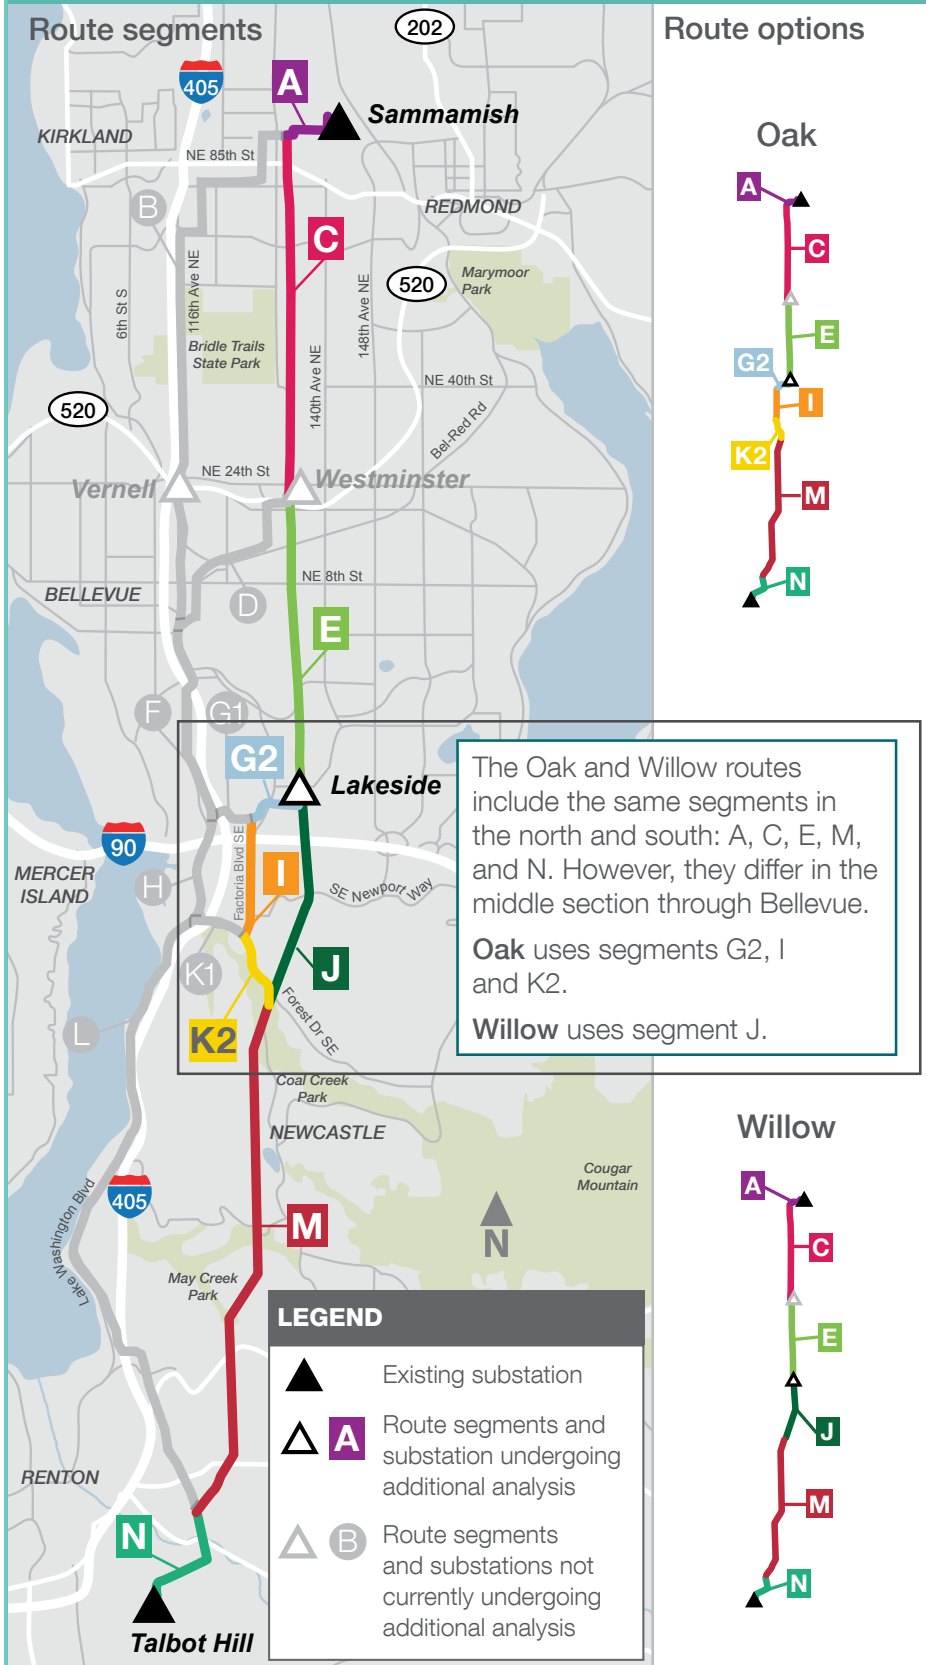 Route segments
Route options
202
405
A
Sammamish
KIRKLAND
NE 85th St
B
REDMOND
C
116th Ave NE
6th St S
148th Ave NE
520
Marymoor
Park
Bridle Trails
State Park
140th Ave NE
NE 40th St
520
Bel-Red Rd
NE 24th St
Vernell
Westminster
NE 8th St
BELLEVUE
D
E
F
G1
G2
Lakeside
90
MERCER
ISLAND
Factoria Blvd SE
I
SE Newport Way
H
K1
J
Forest Dr SE
L
K2
Coal Creek
Park
NEWCASTLE
Cougar
Mountain
405
Lake Washington Blvd
M
N
May Creek
Park
RENTON
N
Talbot Hill
LEGEND
Existing substation
A
Route segments and
substation undergoing
additional analysis
B
Route segments
and substations not
currently undergoing
additional analysis
Oak
A
C
E
G2
I
K2
M
N
The Oak and Willow routes
include the same segments in
the north and south: A, C, E, M,
and N. However, they differ in the
middle section through Bellevue.
Oak uses segments G2, I
and K2.
Willow uses segment J.
Willow
A
C
E
J
M
N